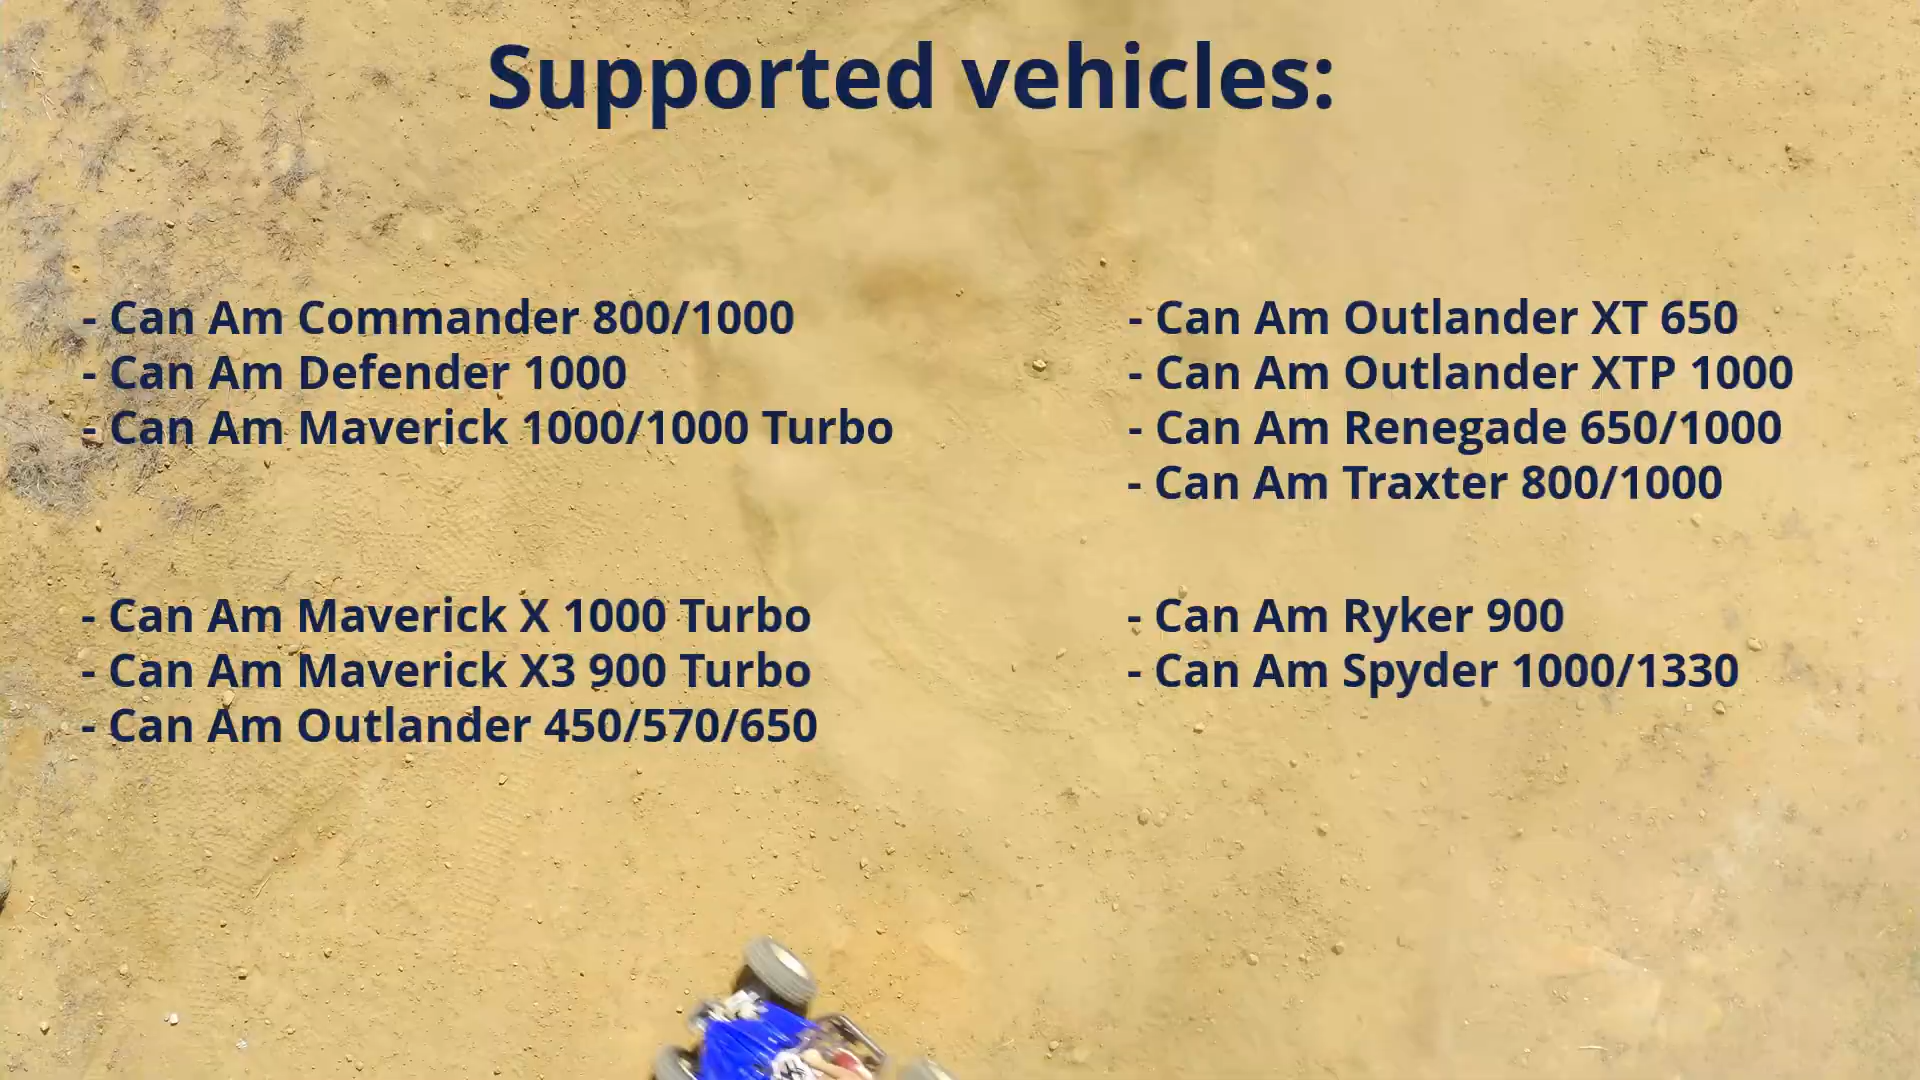 Supported vehicles:
- Can Am Commander 800/1000
- Can Am Defender 1000
- Can Am Maverick 1000/1000 Turbo
- Can Am Maverick X 1000 Turbo
- Can Am Maverick X3 900 Turbo
- Can Am Outlander 450/570/650
- Can Am Outlander XT 650
- Can Am Outlander XTP 1000
- Can Am Renegade 650/1000
- Can Am Traxter 800/1000
- Can Am Ryker 900
- Can Am Spyder 1000/1330